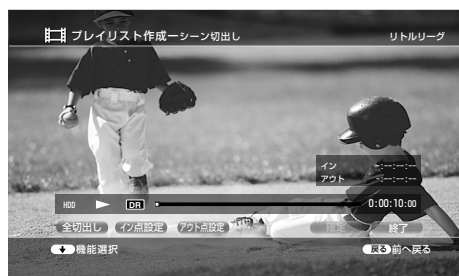 プレイリスト作成ーシーン切出し リトルリーグ
イン -:--:--:--
アウト -:--:--:--
HDD DR 0:00:10:00
全切出し イン点設定 アウト点設定 確定 終了
機能選択 戻る 前へ戻る